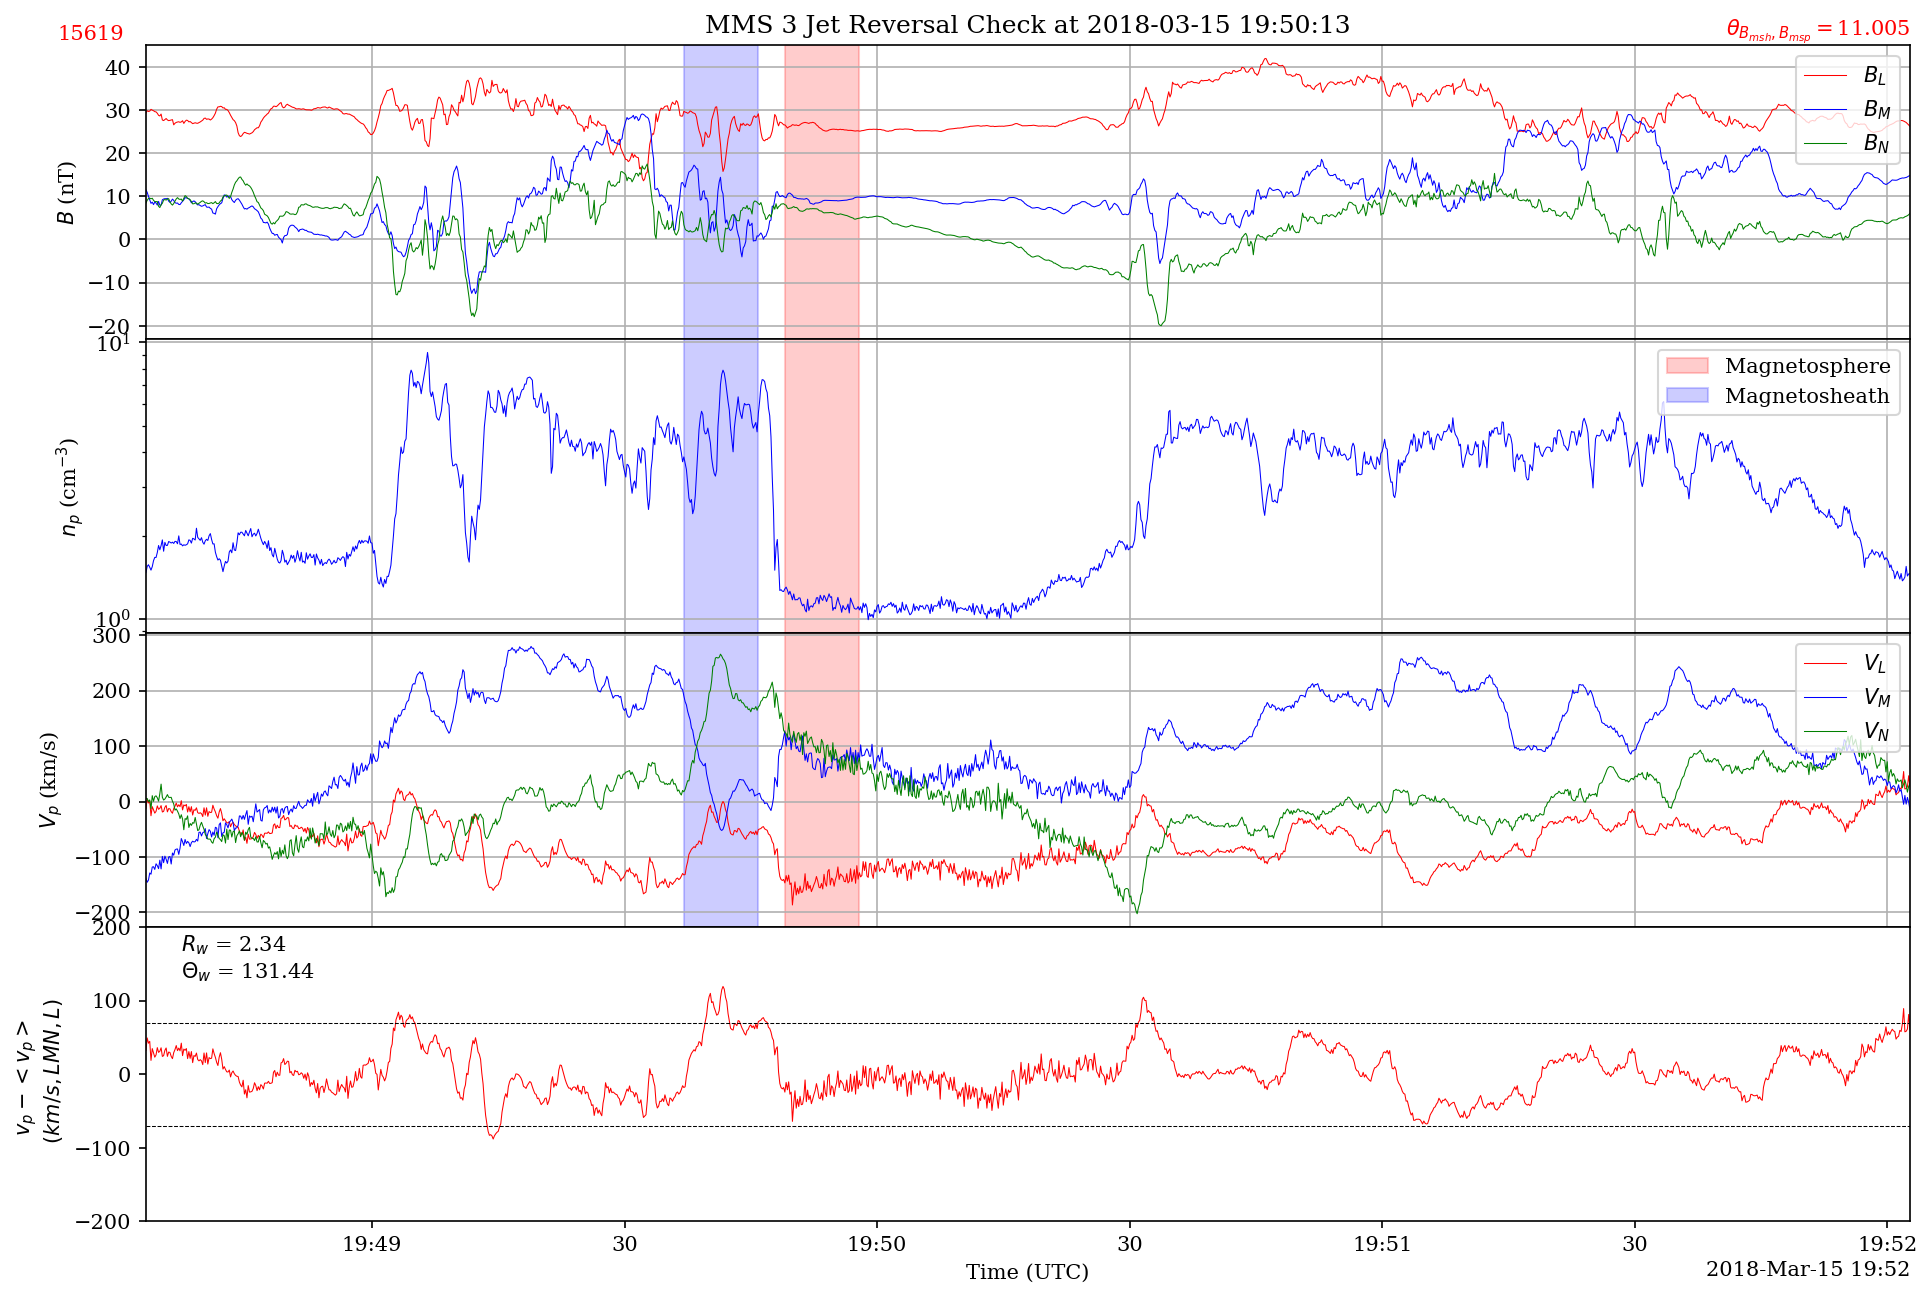 MMS 3 Jet Reversal Check at 2018-03-15 19:50:13
15619
θ_{B_{msh}, B_{msp}} = 11.005
40
30
20
10
0
−10
−20
B (nT)
B_L
B_M
B_N
10^1
10^0
n_p (cm^{−3})
Magnetosphere
Magnetosheath
300
200
100
0
−100
−200
V_p (km/s)
V_L
V_M
V_N
200
100
0
−100
−200
v_p − < v_p >
(km/s, LMN, L)
R_w = 2.34
Θ_w = 131.44
19:49
30
19:50
30
19:51
30
19:52
Time (UTC)
2018-Mar-15 19:52